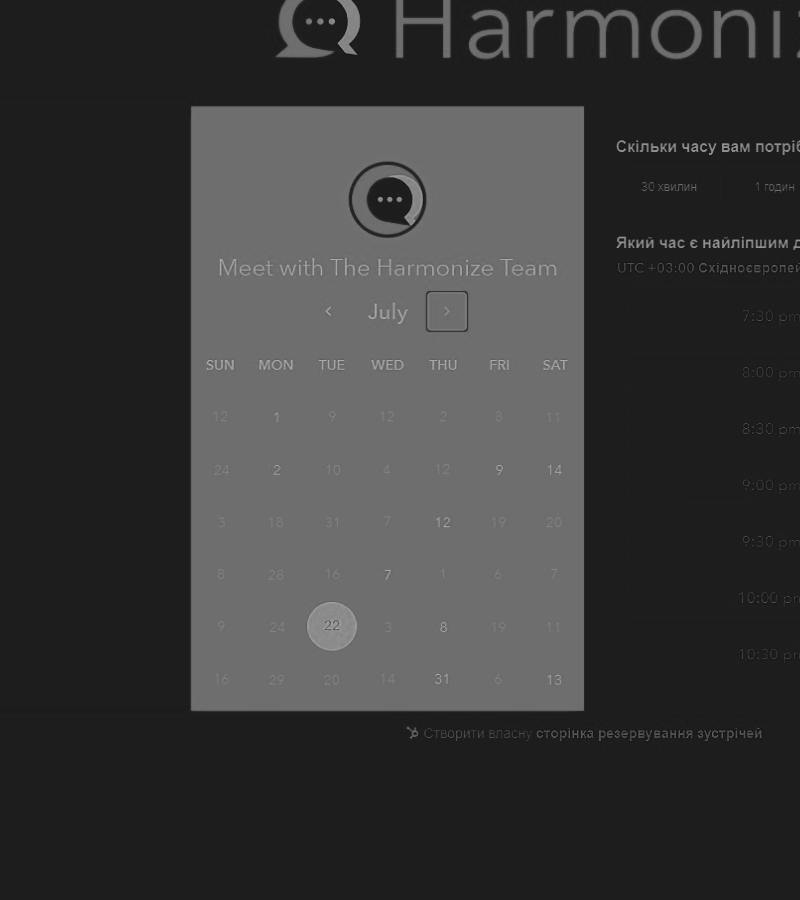 Harmoniz
Meet with The Harmonize Team
July
SUN MON TUE WED THU FRI SAT
12 1 9 12 2 8 11
24 2 10 4 12 9 14
3 18 31 7 12 19 20
8 28 16 7 1 6 7
9 24 22 3 8 19 11
16 29 20 14 31 6 13
Скільки часу вам потріб
30 хвилин 1 годин
Який час є найліпшим д
UTC +03:00 Східноєвропей
7:30 pm
8:00 pm
8:30 pm
9:00 pm
9:30 pm
10:00 pm
10:30 pm
Створити власну сторінка резервування зустрічей